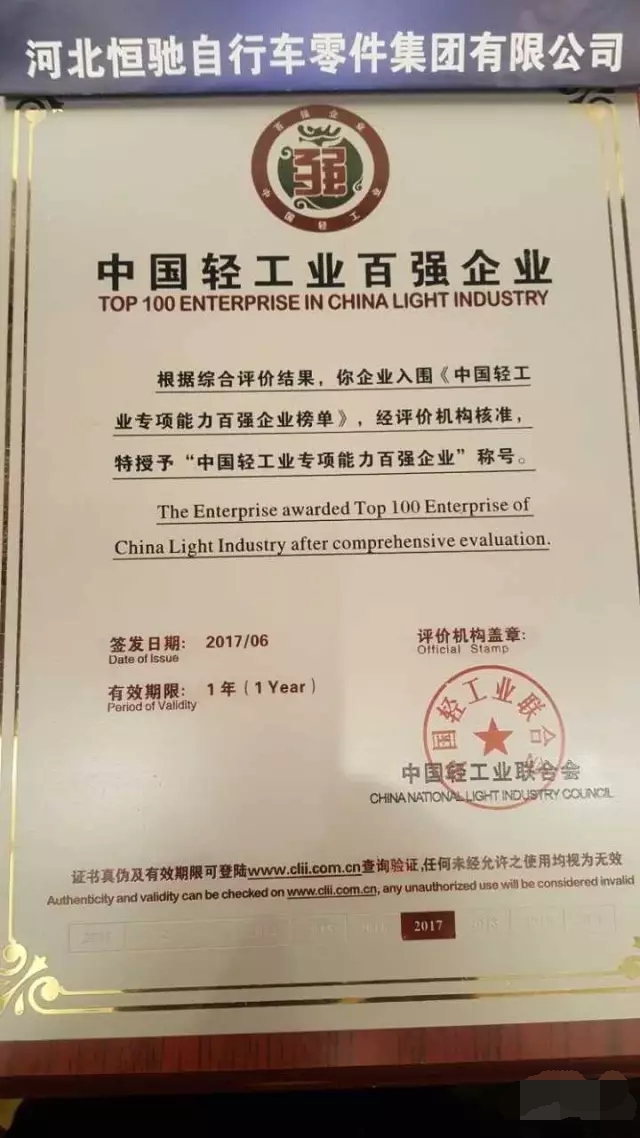 河北恒驰自行车零件集团有限公司
百强企业
强
中国轻工业
中国轻工业百强企业
TOP 100 ENTERPRISE IN CHINA LIGHT INDUSTRY
根据综合评价结果，你企业入围《中国轻工
业专项能力百强企业榜单》，经评价机构核准，
特授予“中国轻工业专项能力百强企业”称号。
The Enterprise awarded Top 100 Enterprise of
China Light Industry after comprehensive evaluation.
签发日期: 2017/06
Date of Issue
评价机构盖章:
Official Stamp
有效期限: 1 年（1 Year）
Period of Validity
国轻工业联合
中国轻工业联合会
CHINA NATIONAL LIGHT INDUSTRY COUNCIL
证书真伪及有效期限可登陆www.clii.com.cn查询验证,任何未经允许之使用均视为无效
Authenticity and validity can be checked on www.clii.com.cn, any unauthorized use will be considered invalid
2017